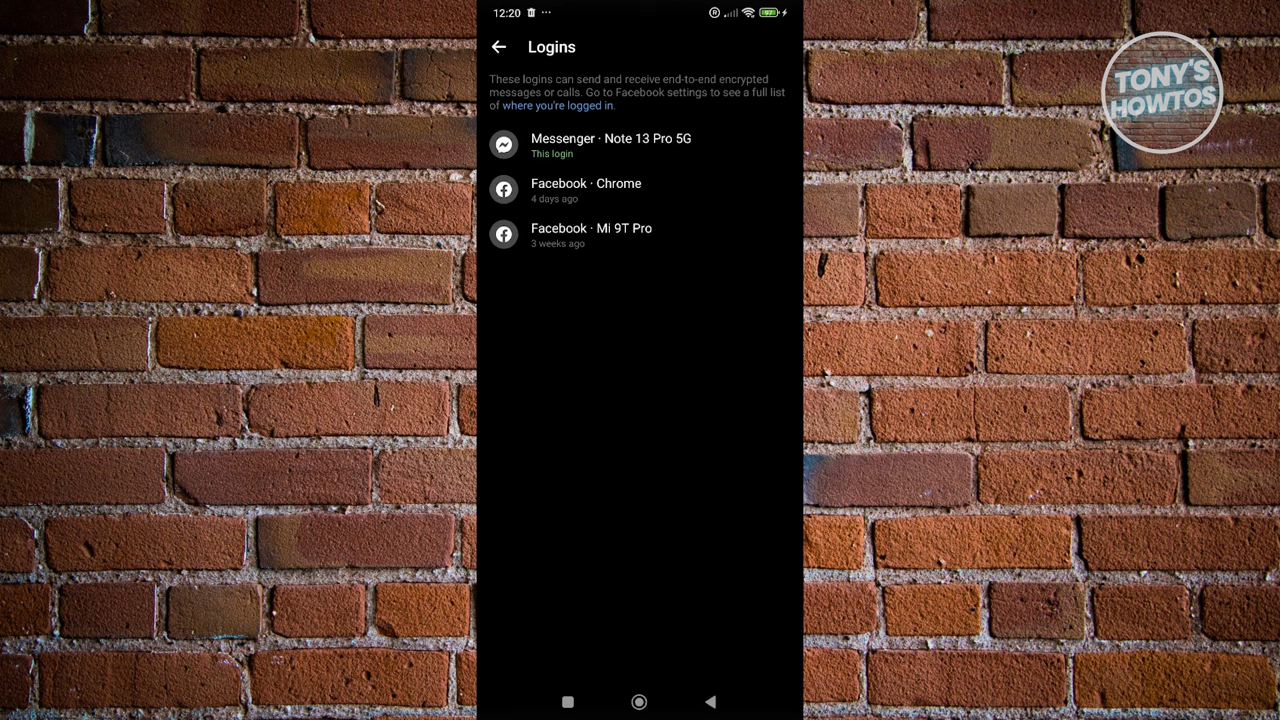 12:20
Logins
These logins can send and receive end-to-end encrypted
messages or calls. Go to Facebook settings to see a full list
of where you're logged in.
Messenger · Note 13 Pro 5G
This login
Facebook · Chrome
4 days ago
Facebook · Mi 9T Pro
3 weeks ago
TONY'S
HOWTOS